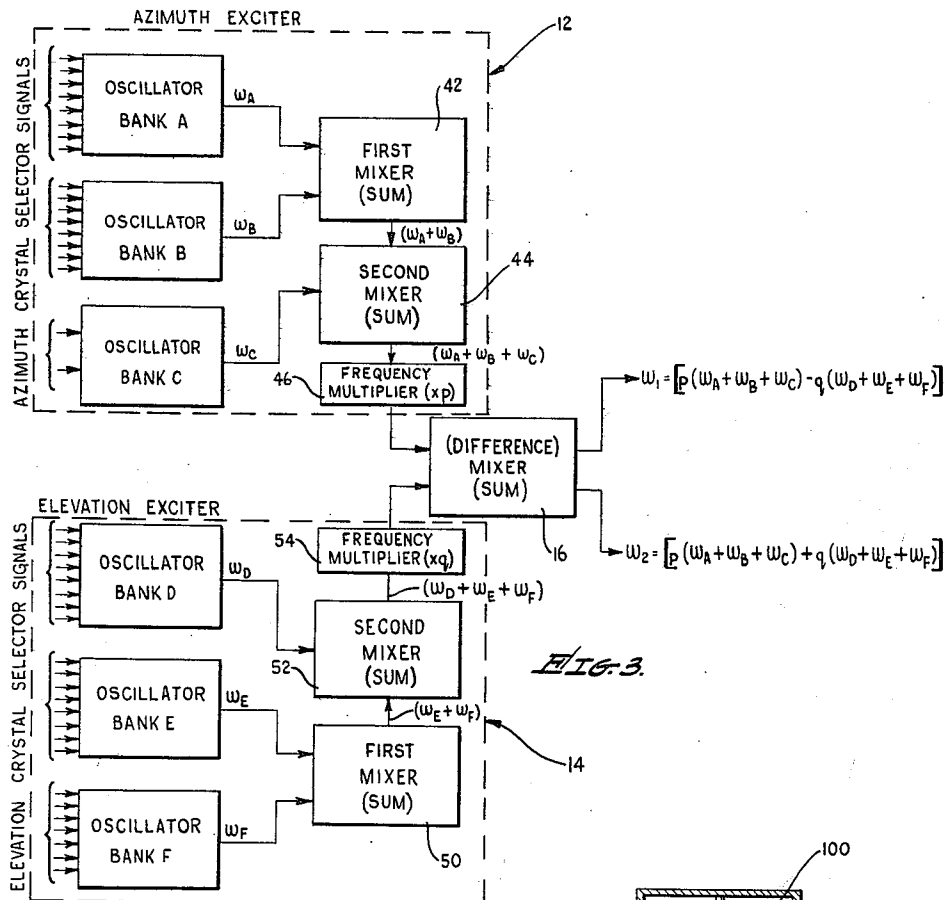 AZIMUTH EXCITER
12
AZIMUTH CRYSTAL SELECTOR SIGNALS
OSCILLATOR
BANK A
ωA
42
FIRST
MIXER
(SUM)
OSCILLATOR
BANK B
ωB
(ωA+ωB)
44
SECOND
MIXER
(SUM)
OSCILLATOR
BANK C
ωC
(ωA+ωB+ωC)
46
FREQUENCY
MULTIPLIER (xp)
ω1=[p(ωA+ωB+ωC)-q(ωD+ωE+ωF)]
(DIFFERENCE)
MIXER
(SUM)
16
ω2=[p(ωA+ωB+ωC)+q(ωD+ωE+ωF)]
ELEVATION EXCITER
ELEVATION CRYSTAL SELECTOR SIGNALS
54
FREQUENCY
MULTIPLIER (xq)
OSCILLATOR
BANK D
ωD
(ωD+ωE+ωF)
SECOND
MIXER
(SUM)
52
FIG. 3.
OSCILLATOR
BANK E
ωE
(ωE+ωF)
14
FIRST
MIXER
(SUM)
OSCILLATOR
BANK F
ωF
50
100